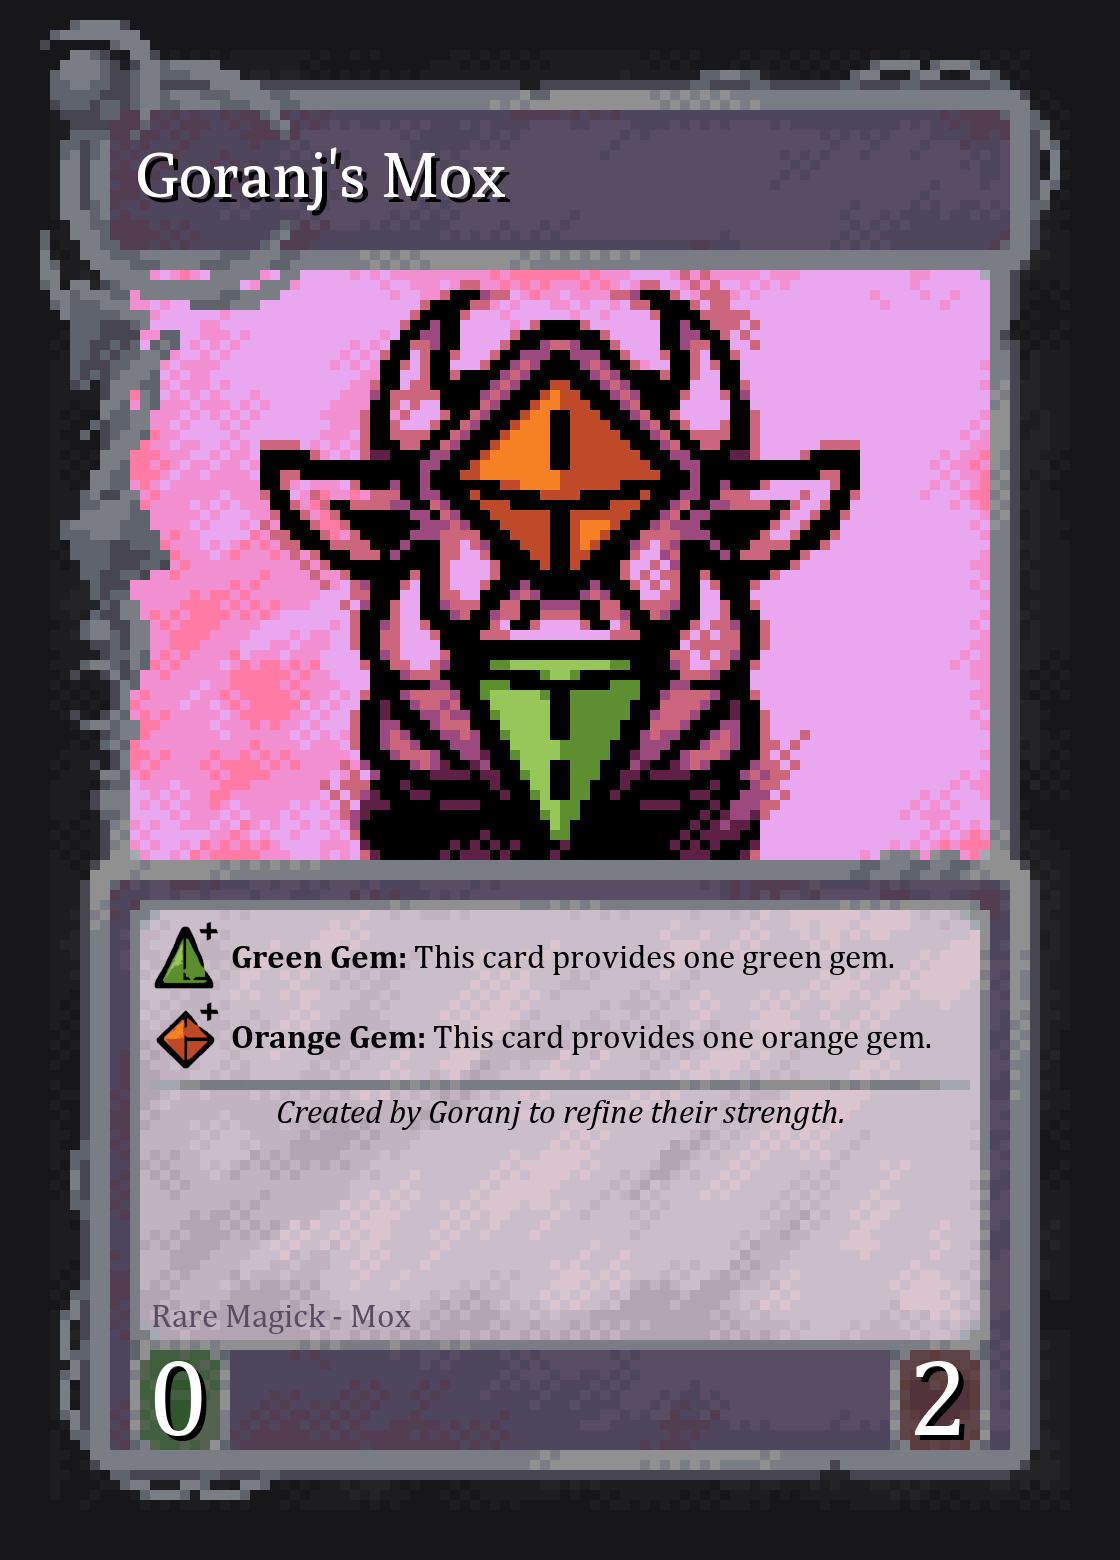 Goranj's Mox
Green Gem: This card provides one green gem.
Orange Gem: This card provides one orange gem.
Created by Goranj to refine their strength.
Rare Magick - Mox
0
2